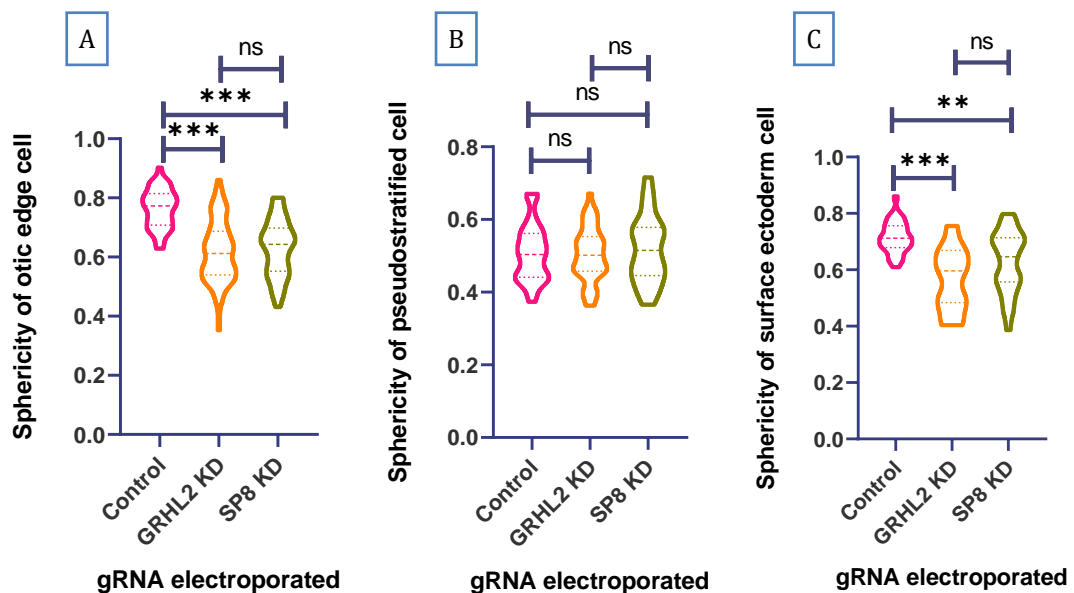 A
ns
***
***
Sphericity of otic edge cell
1.0
0.8
0.6
0.4
0.2
0.0
Control
GRHL2 KD
SP8 KD
gRNA electroporated
B
ns
ns
ns
Sphericity of pseudostratified cell
0.8
0.6
0.4
0.2
0.0
Control
GRHL2 KD
SP8 KD
gRNA electroporated
C
ns
**
***
Sphericity of surface ectoderm cell
1.0
0.8
0.6
0.4
0.2
0.0
Control
GRHL2 KD
SP8 KD
gRNA electroporated